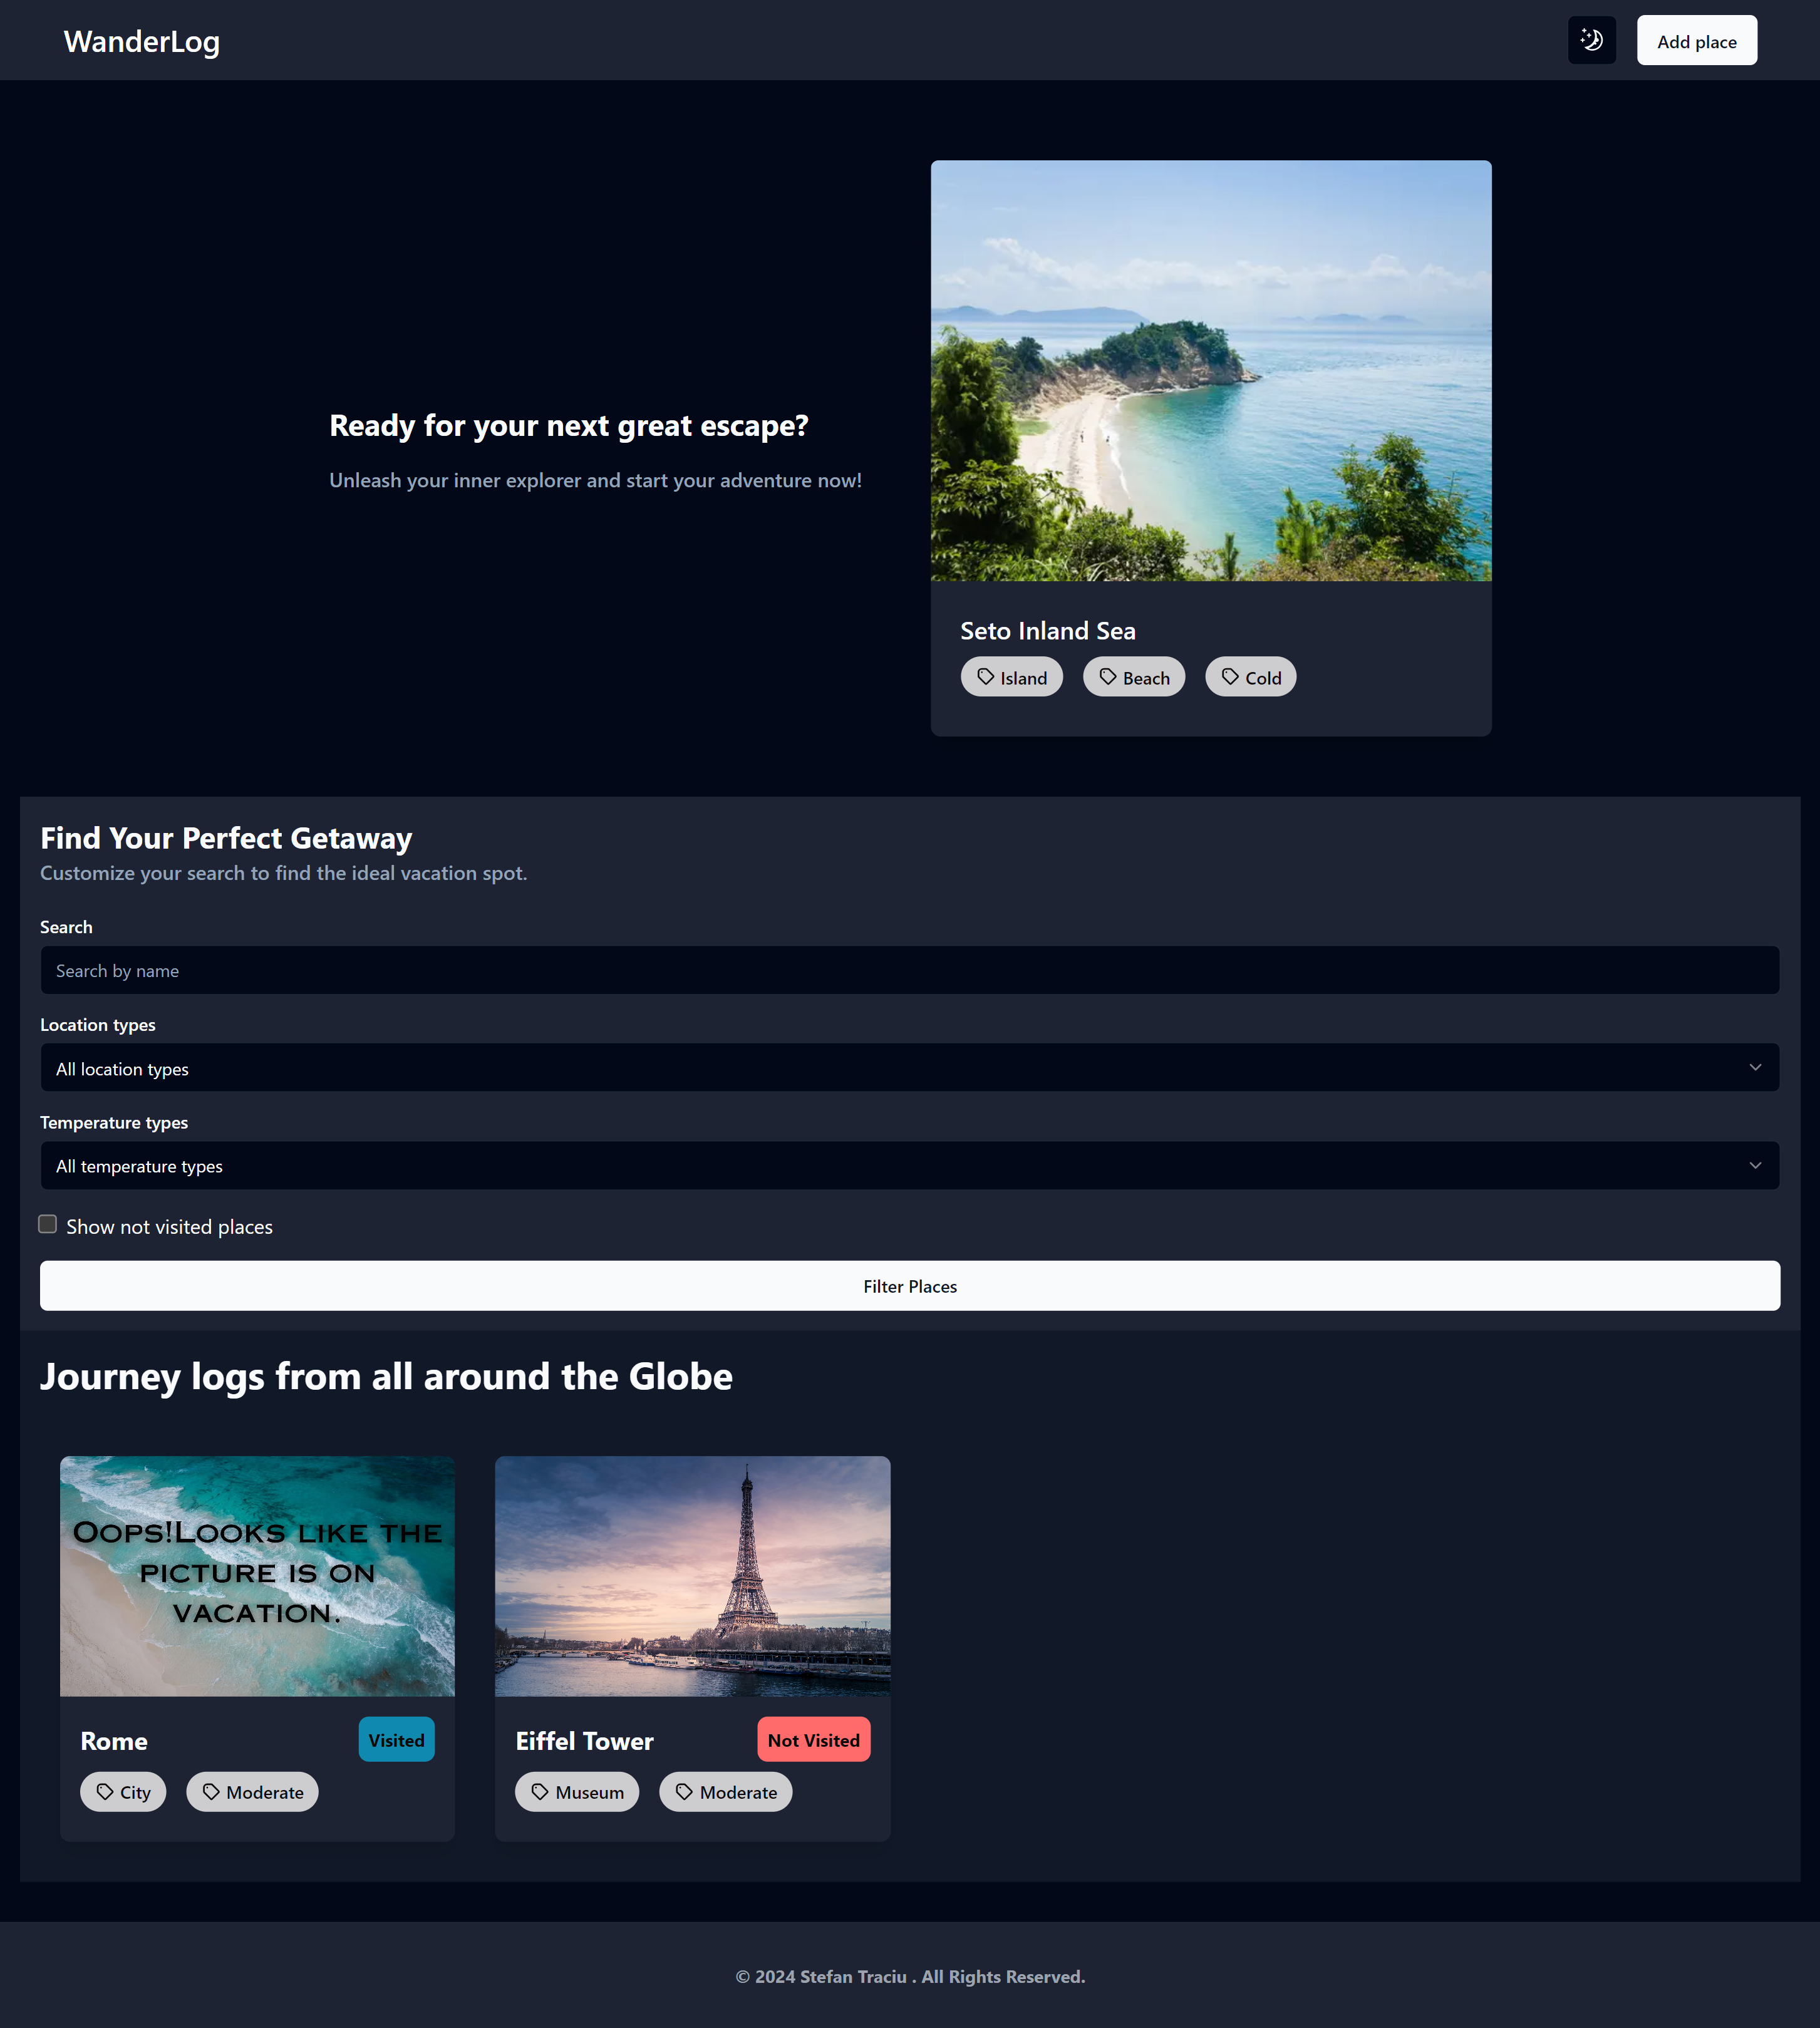 WanderLog
Add place
Ready for your next great escape?
Unleash your inner explorer and start your adventure now!
Seto Inland Sea
Island Beach Cold
Find Your Perfect Getaway
Customize your search to find the ideal vacation spot.
Search
Search by name
Location types
All location types
Temperature types
All temperature types
Show not visited places
Filter Places
Journey logs from all around the Globe
Oops!Looks like the
picture is on
vacation.
Rome Visited
City Moderate
Eiffel Tower Not Visited
Museum Moderate
© 2024 Stefan Traciu . All Rights Reserved.